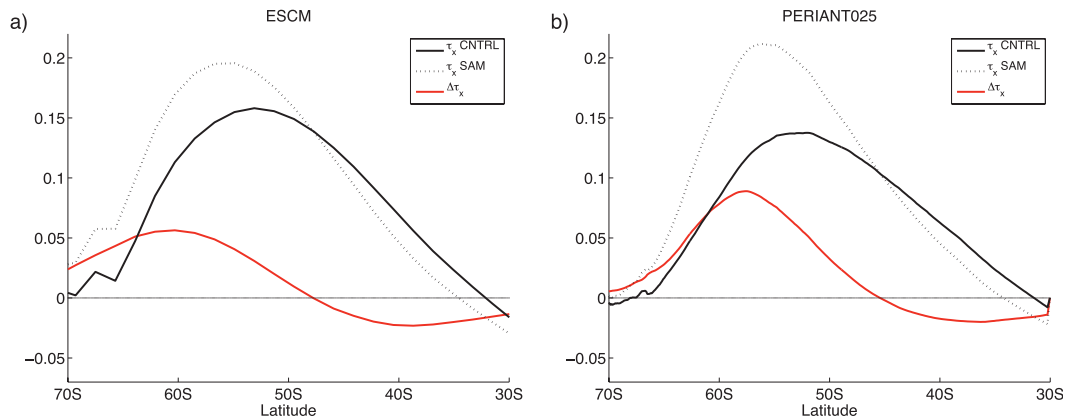 a)
ESCM
0.2
0.15
0.1
0.05
0
−0.05
70S
60S
50S
40S
30S
Latitude
τx CNTRL
τx SAM
Δτx
b)
PERIANT025
0.2
0.15
0.1
0.05
0
−0.05
70S
60S
50S
40S
30S
Latitude
τx CNTRL
τx SAM
Δτx